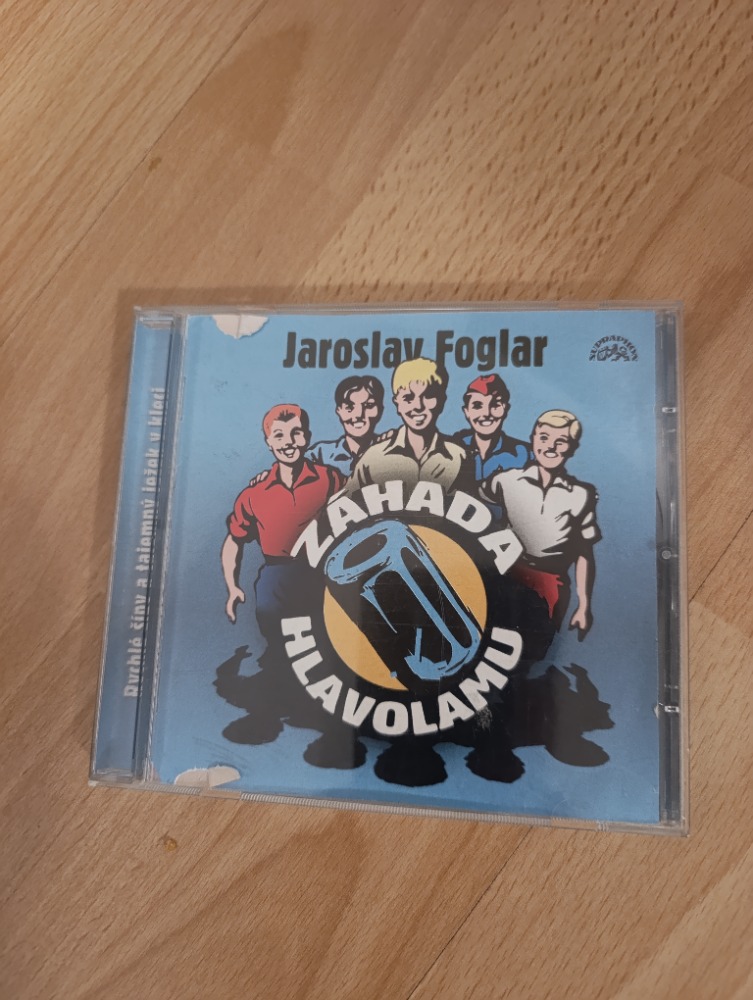 Jaroslav Foglar
SUPRAPHON
ZÁHADA
HLAVOLAMU
Rychlé šípy a tajemný ježek v kleci